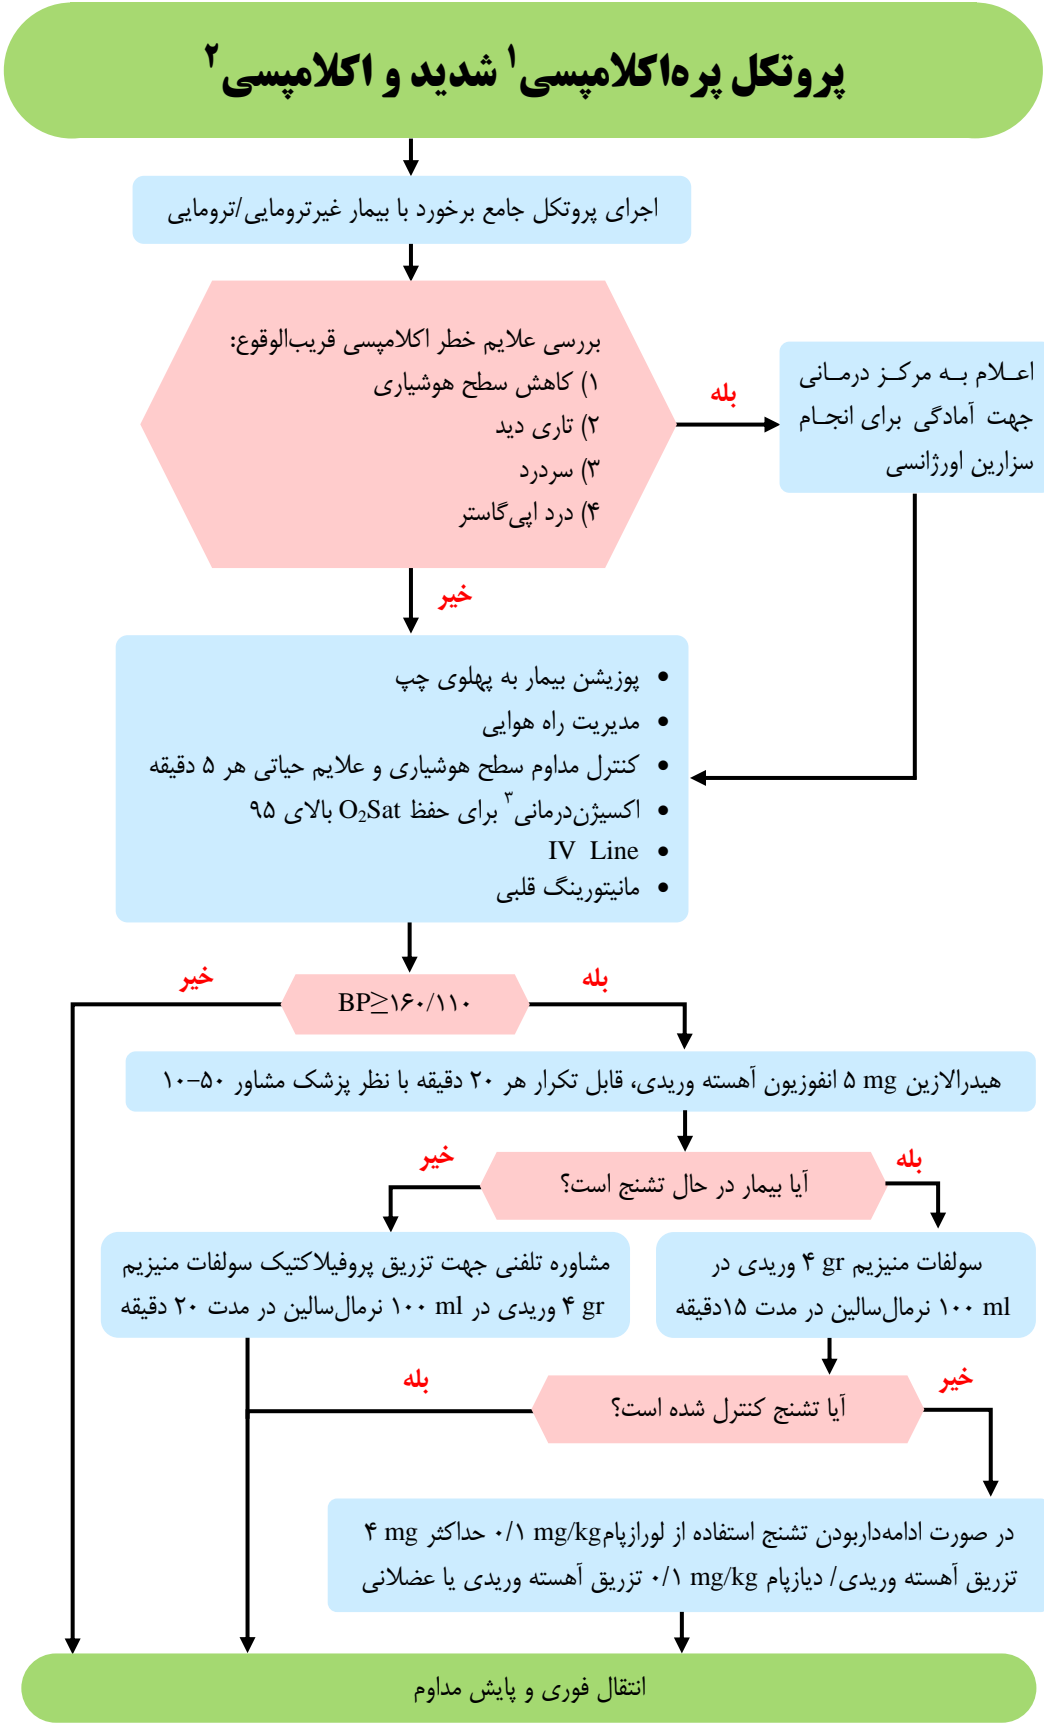 پروتکل پره‌اکلامپسی۱ شدید و اکلامپسی۲
اجرای پروتکل جامع برخورد با بیمار غیرترومایی/ترومایی
بررسی علایم خطر اکلامپسی قریب‌الوقوع:
۱) کاهش سطح هوشیاری
۲) تاری دید
۳) سردرد
۴) درد اپی‌گاستر
بله
اعـلام بـه مرکـز درمـانی
جهت آمادگی برای انجـام
سزارین اورژانسی
خیر
• پوزیشن بیمار به پهلوی چپ
• مدیریت راه هوایی
• کنترل مداوم سطح هوشیاری و علایم حیاتی هر ۵ دقیقه
• اکسیژن‌درمانی۳ برای حفظ O₂Sat بالای ۹۵
• IV Line
• مانیتورینگ قلبی
بله
خیر
BP≥۱۶۰/۱۱۰
هیدرالازین ۵ mg انفوزیون آهسته وریدی، قابل تکرار هر ۲۰ دقیقه با نظر پزشک مشاور ۵۰-۱۰
بله
خیر
آیا بیمار در حال تشنج است؟
سولفات منیزیم ۴ gr وریدی در
۱۰۰ ml نرمال‌سالین در مدت ۱۵دقیقه
مشاوره تلفنی جهت تزریق پروفیلاکتیک سولفات منیزیم
۴ gr وریدی در ۱۰۰ ml نرمال‌سالین در مدت ۲۰ دقیقه
خیر
بله
آیا تشنج کنترل شده است؟
در صورت ادامه‌داربودن تشنج استفاده از لورازپام۰/۱ mg/kg حداکثر ۴ mg
تزریق آهسته وریدی/ دیازپام ۰/۱ mg/kg تزریق آهسته وریدی یا عضلانی
انتقال فوری و پایش مداوم